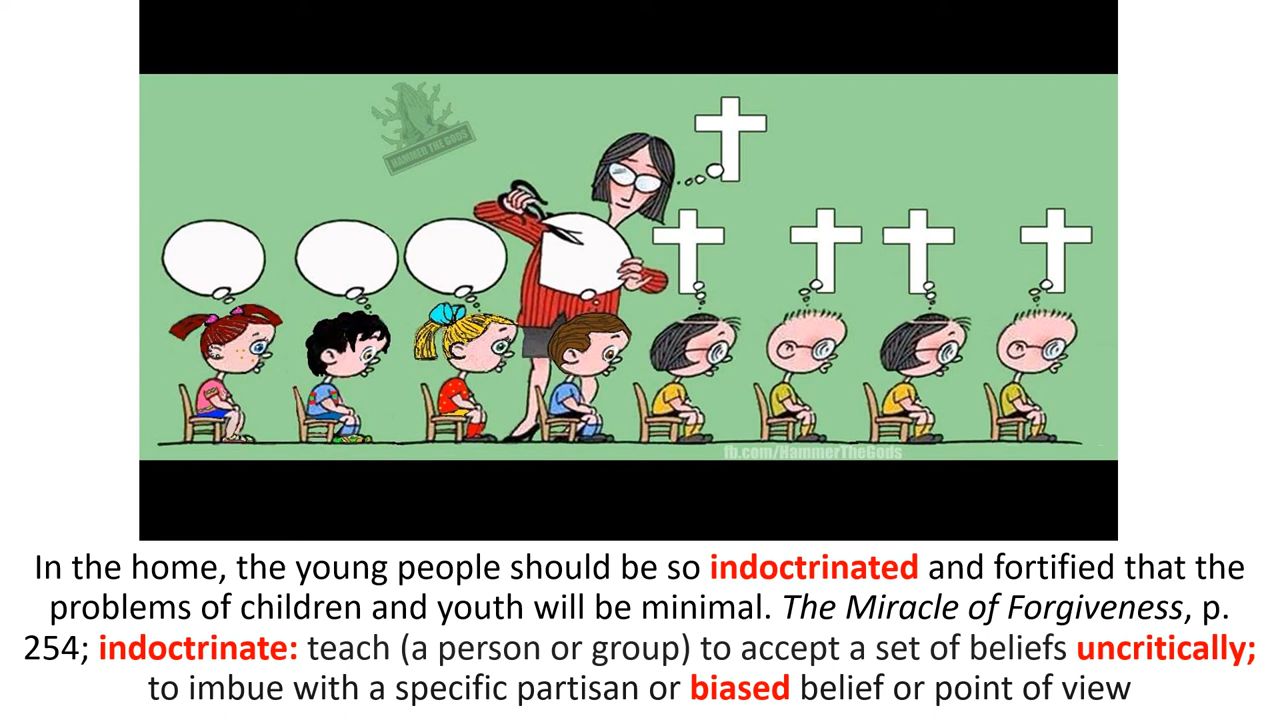 HAMMER THE GODS
fb.com/HammerTheGods
In the home, the young people should be so indoctrinated and fortified that the
problems of children and youth will be minimal. The Miracle of Forgiveness, p.
254; indoctrinate: teach (a person or group) to accept a set of beliefs uncritically;
to imbue with a specific partisan or biased belief or point of view